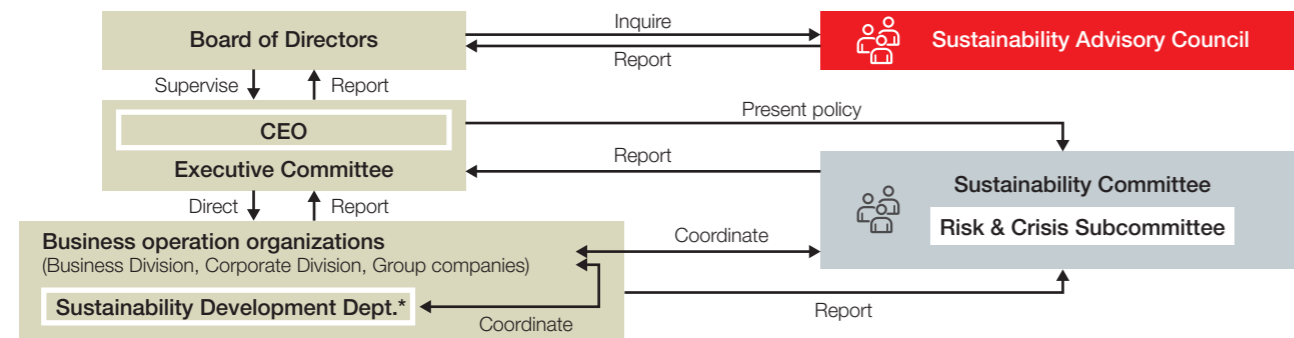 Board of Directors
Inquire
Report
Sustainability Advisory Council
Supervise
Report
CEO
Executive Committee
Present policy
Report
Sustainability Committee
Risk & Crisis Subcommittee
Direct
Report
Business operation organizations
(Business Division, Corporate Division, Group companies)
Coordinate
Sustainability Development Dept.*
Coordinate
Report